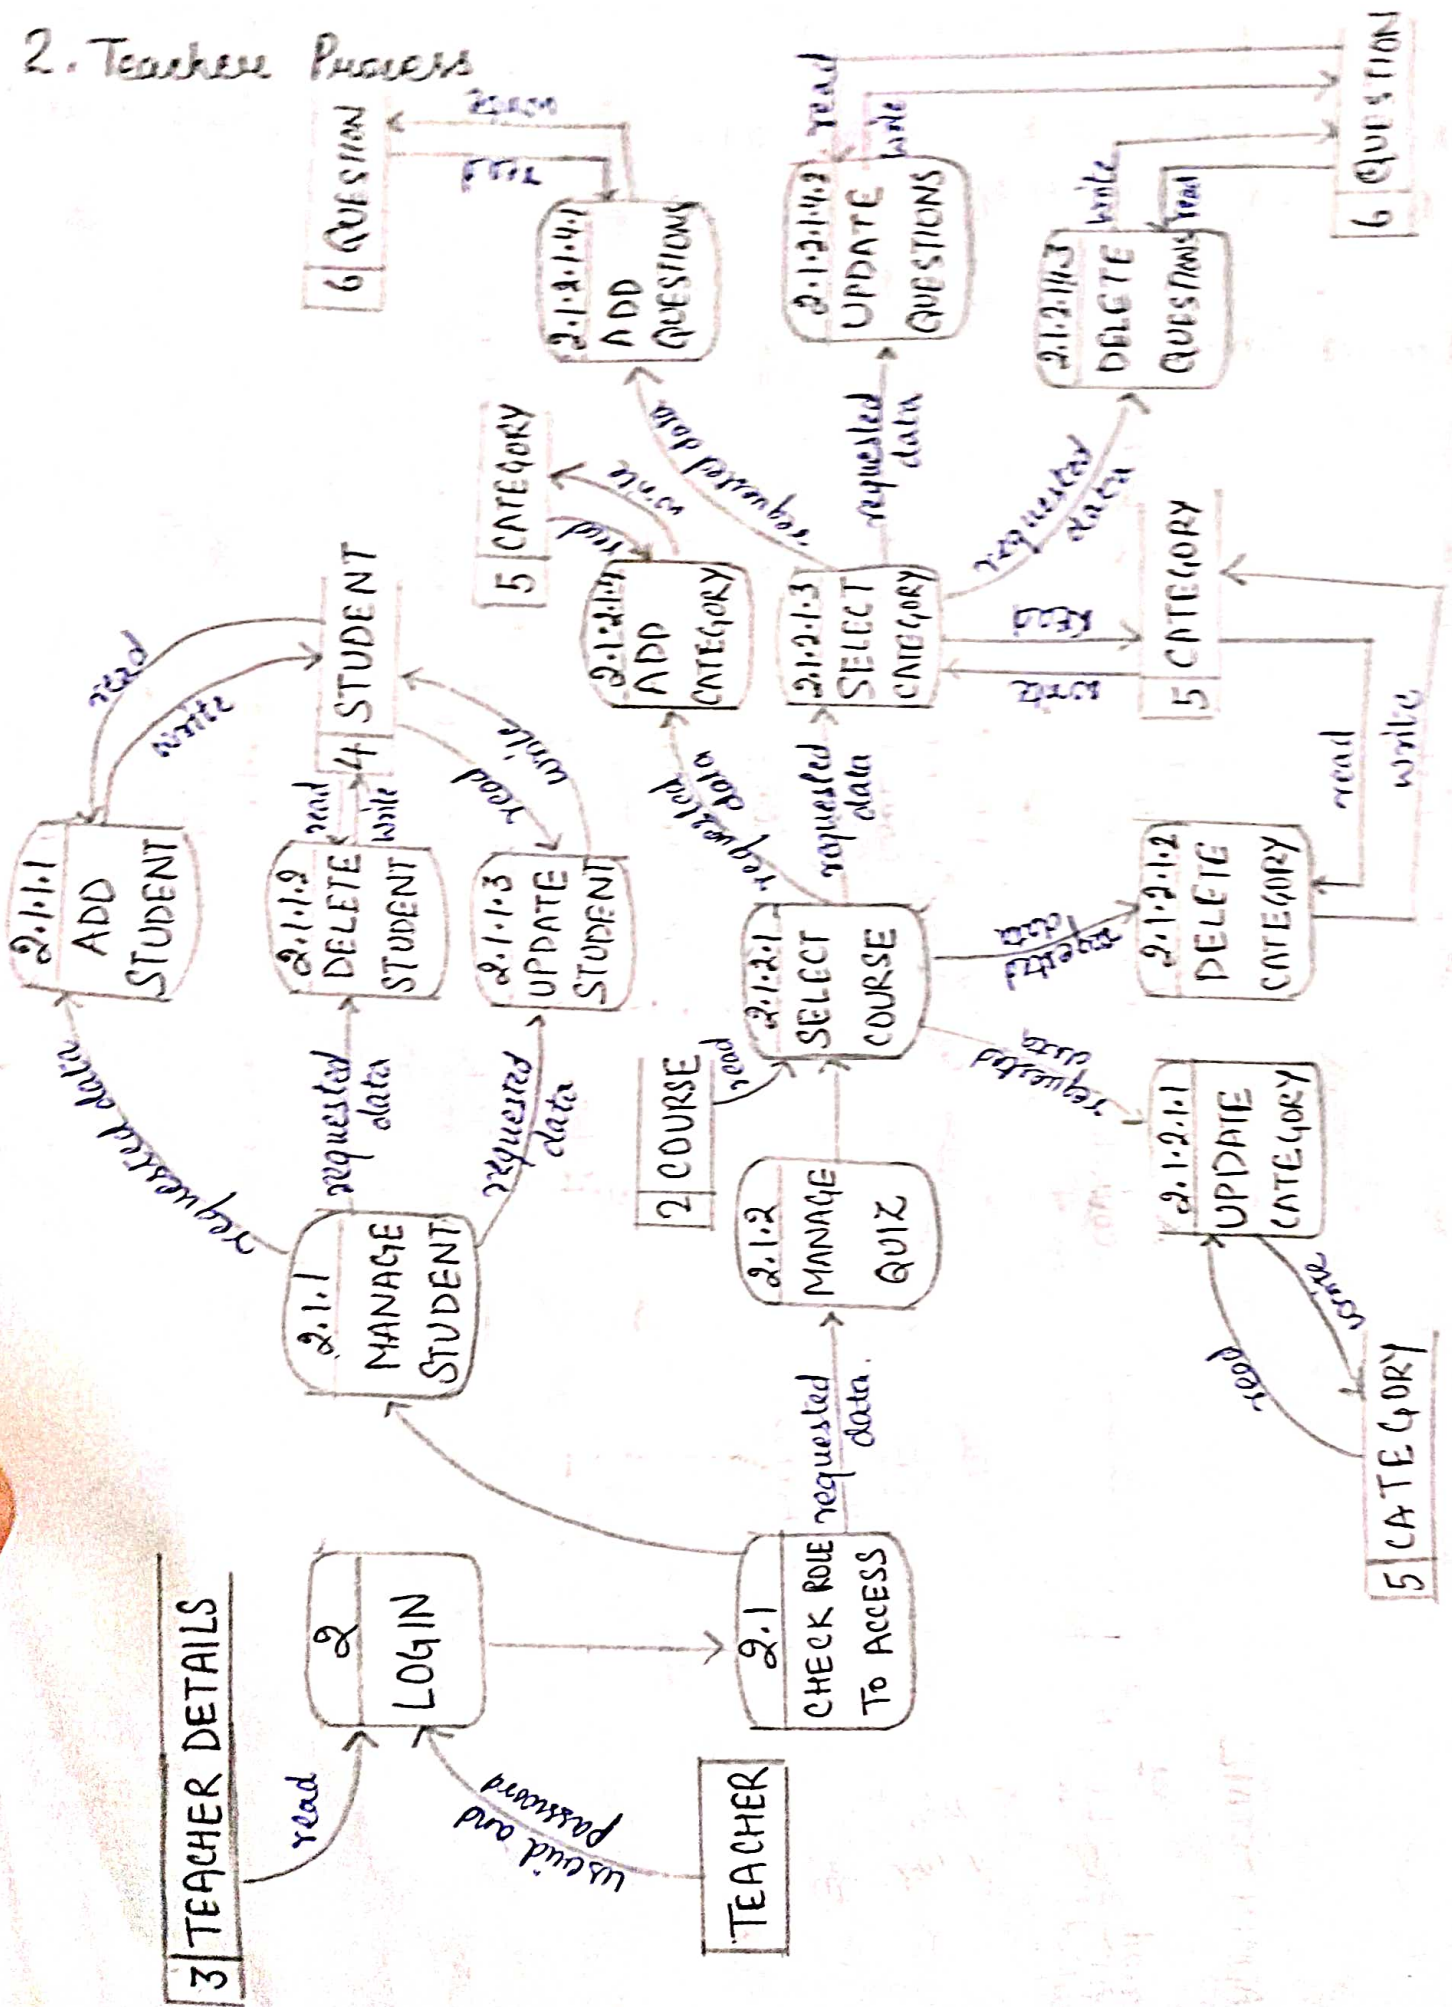 2. Teacher Process
3 TEACHER DETAILS
read
2
LOGIN
userid and
password
TEACHER
2.1
CHECK ROLE
TO ACCESS
requested
data.
2.1.1
MANAGE
STUDENT
requested data
requested
data
requested
data
2.1.1.1
ADD
STUDENT
read
write
2.1.1.2
DELETE
STUDENT
read
write
2.1.1.3
UPDATE
STUDENT
read
write
4 STUDENT
2.1.2
MANAGE
QUIZ
2 COURSE
read
2.1.2.1
SELECT
COURSE
requested
data
requested
data
requested
data
requested
data
2.1.2.1.4
ADD
CATEGORY
read
write
5 CATEGORY
2.1.2.1.3
SELECT
CATEGORY
read
write
5 CATEGORY
2.1.2.1.2
DELETE
CATEGORY
read
write
2.1.2.1.1
UPDATE
CATEGORY
read
write
5 CATEGORY
requested data
requested
data
requested
data
2.1.2.1.4.1
ADD
QUESTIONS
6 QUESTION
2.1.2.1.4.2
UPDATE
QUESTIONS
read
write
DELETE
QUESTIONS
write
read
6 QUESTION